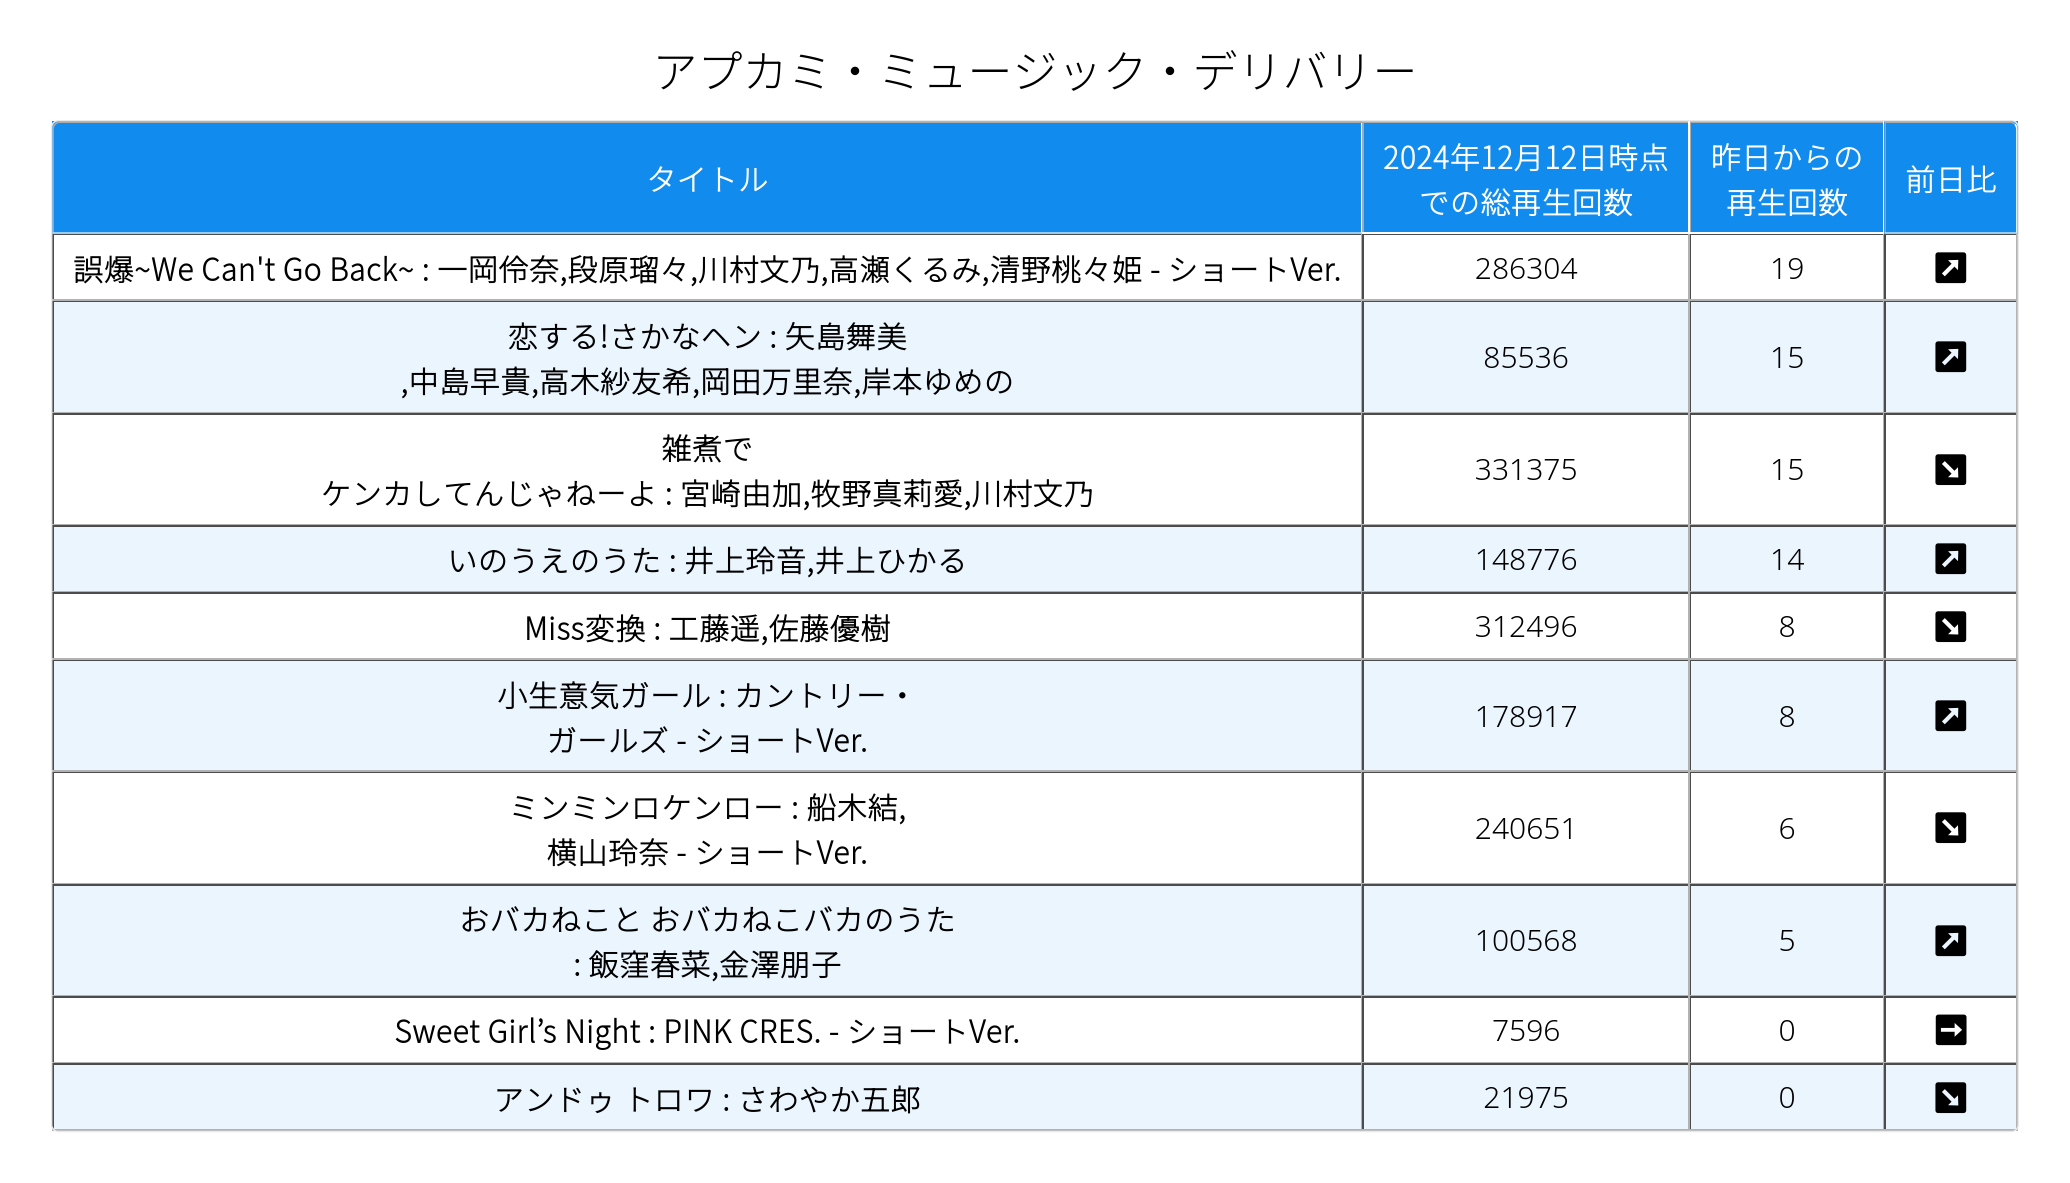 アプカミ・ミュージック・デリバリー
タイトル
2024年12月12日時点
での総再生回数
昨日からの
再生回数
前日比
誤爆~We Can't Go Back~ : 一岡伶奈,段原瑠々,川村文乃,高瀬くるみ,清野桃々姫 - ショートVer.
286304
19
恋する!さかなヘン : 矢島舞美
,中島早貴,高木紗友希,岡田万里奈,岸本ゆめの
85536
15
雑煮で
ケンカしてんじゃねーよ : 宮崎由加,牧野真莉愛,川村文乃
331375
15
いのうえのうた : 井上玲音,井上ひかる
148776
14
Miss変換 : 工藤遥,佐藤優樹
312496
8
小生意気ガール : カントリー・
ガールズ - ショートVer.
178917
8
ミンミンロケンロー : 船木結,
横山玲奈 - ショートVer.
240651
6
おバカねこと おバカねこバカのうた
: 飯窪春菜,金澤朋子
100568
5
Sweet Girl’s Night : PINK CRES. - ショートVer.
7596
0
アンドゥ トロワ : さわやか五郎
21975
0